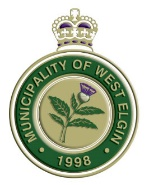 · MUNICIPALITY OF WEST ELGIN ·
1998